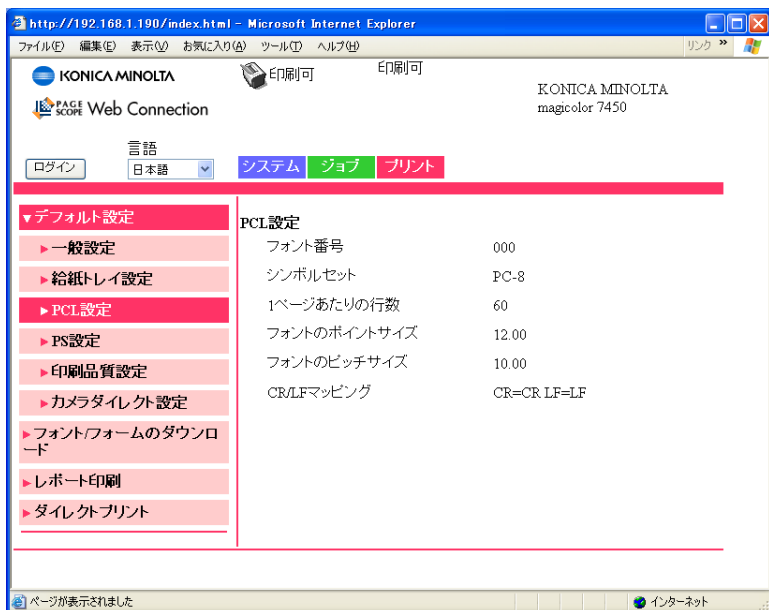 http://192.168.1.190/index.html - Microsoft Internet Explorer
ファイル(F) 編集(E) 表示(V) お気に入り(A) ツール(T) ヘルプ(H) リンク »
KONICA MINOLTA
印刷可
印刷可
KONICA MINOLTA
magicolor 7450
PAGE SCOPE Web Connection
言語
ログイン
日本語
システム
ジョブ
プリント
▼デフォルト設定
▶一般設定
▶給紙トレイ設定
▶PCL設定
▶PS設定
▶印刷品質設定
▶カメラダイレクト設定
▶フォント/フォームのダウンロ
ード
▶レポート印刷
▶ダイレクトプリント
PCL設定
フォント番号 000
シンボルセット PC-8
1ページあたりの行数 60
フォントのポイントサイズ 12.00
フォントのピッチサイズ 10.00
CR/LFマッピング CR=CR LF=LF
ページが表示されました
インターネット